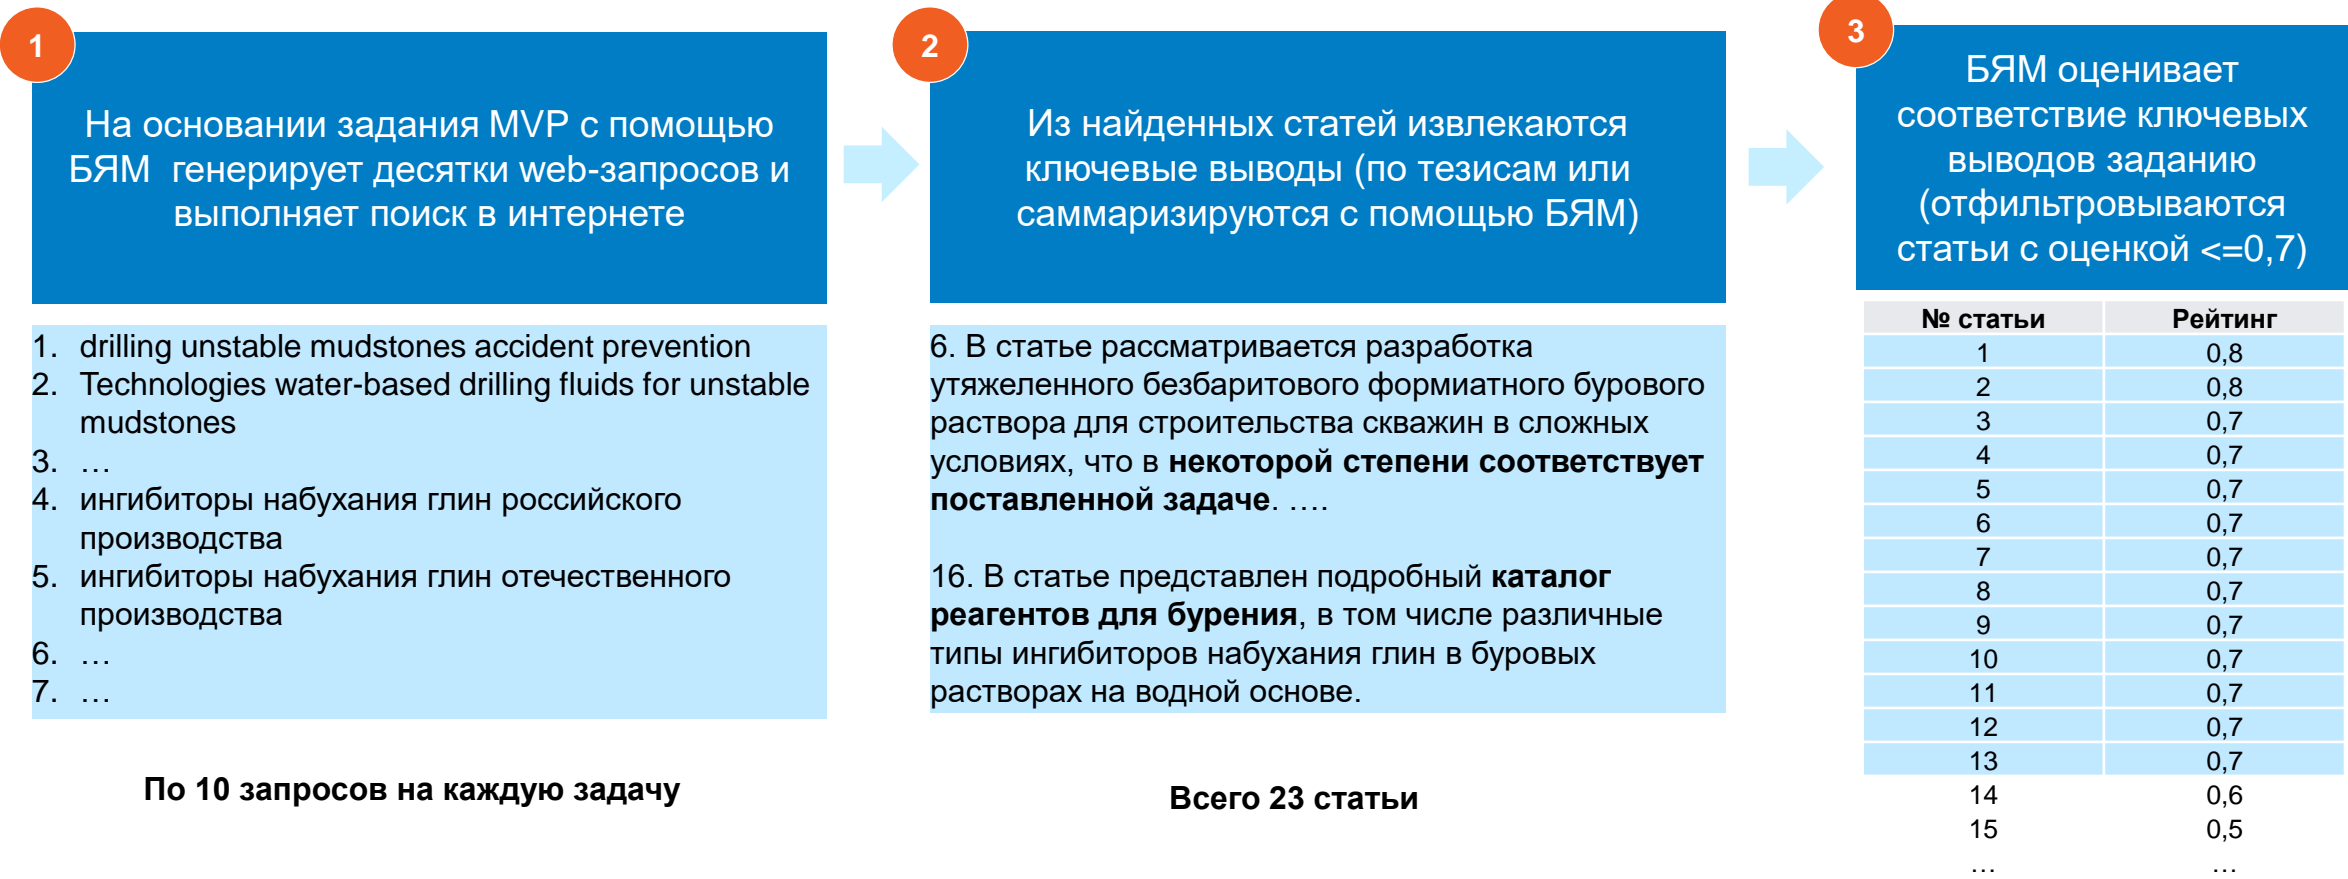 1
На основании задания MVP с помощью
БЯМ генерирует десятки web-запросов и
выполняет поиск в интернете
1. drilling unstable mudstones accident prevention
2. Technologies water-based drilling fluids for unstable
mudstones
3. …
4. ингибиторы набухания глин российского
производства
5. ингибиторы набухания глин отечественного
производства
6. …
7. …
По 10 запросов на каждую задачу
2
Из найденных статей извлекаются
ключевые выводы (по тезисам или
саммаризируются с помощью БЯМ)
6. В статье рассматривается разработка
утяжеленного безбаритового формиатного бурового
раствора для строительства скважин в сложных
условиях, что в некоторой степени соответствует
поставленной задаче. ….
16. В статье представлен подробный каталог
реагентов для бурения, в том числе различные
типы ингибиторов набухания глин в буровых
растворах на водной основе.
Всего 23 статьи
3
БЯМ оценивает
соответствие ключевых
выводов заданию
(отфильтровываются
статьи с оценкой <=0,7)
№ статьи Рейтинг
1 0,8
2 0,8
3 0,7
4 0,7
5 0,7
6 0,7
7 0,7
8 0,7
9 0,7
10 0,7
11 0,7
12 0,7
13 0,7
14 0,6
15 0,5
… …